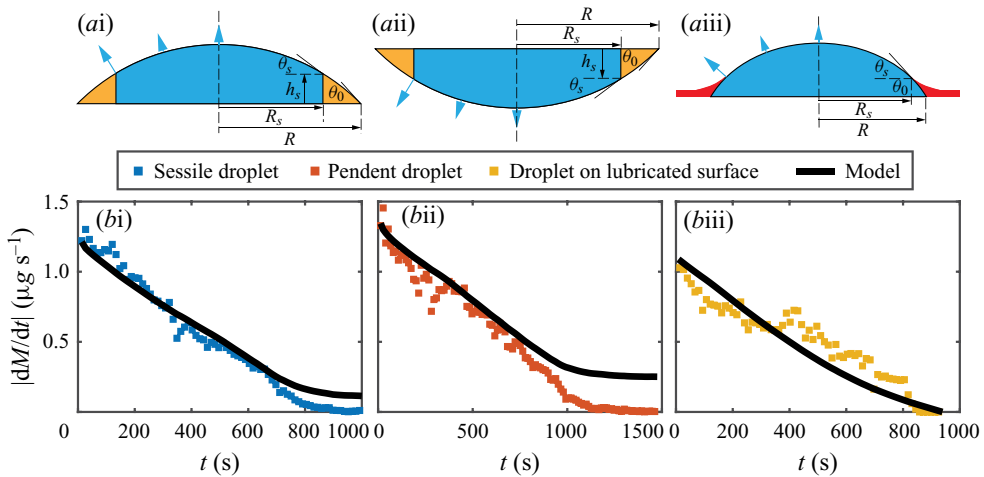 (ai)
θs
hs
θ0
Rs
R
(aii)
R
Rs
hs
θ0
θs
(aiii)
θs
θ0
Rs
R
Sessile droplet
Pendent droplet
Droplet on lubricated surface
Model
|dM/dt| (μg s⁻¹)
1.5
1.0
0.5
0
(bi)
200 400 600 800 1000
t (s)
(bii)
0 500 1000 1500
t (s)
(biii)
0 200 400 600 800 1000
t (s)